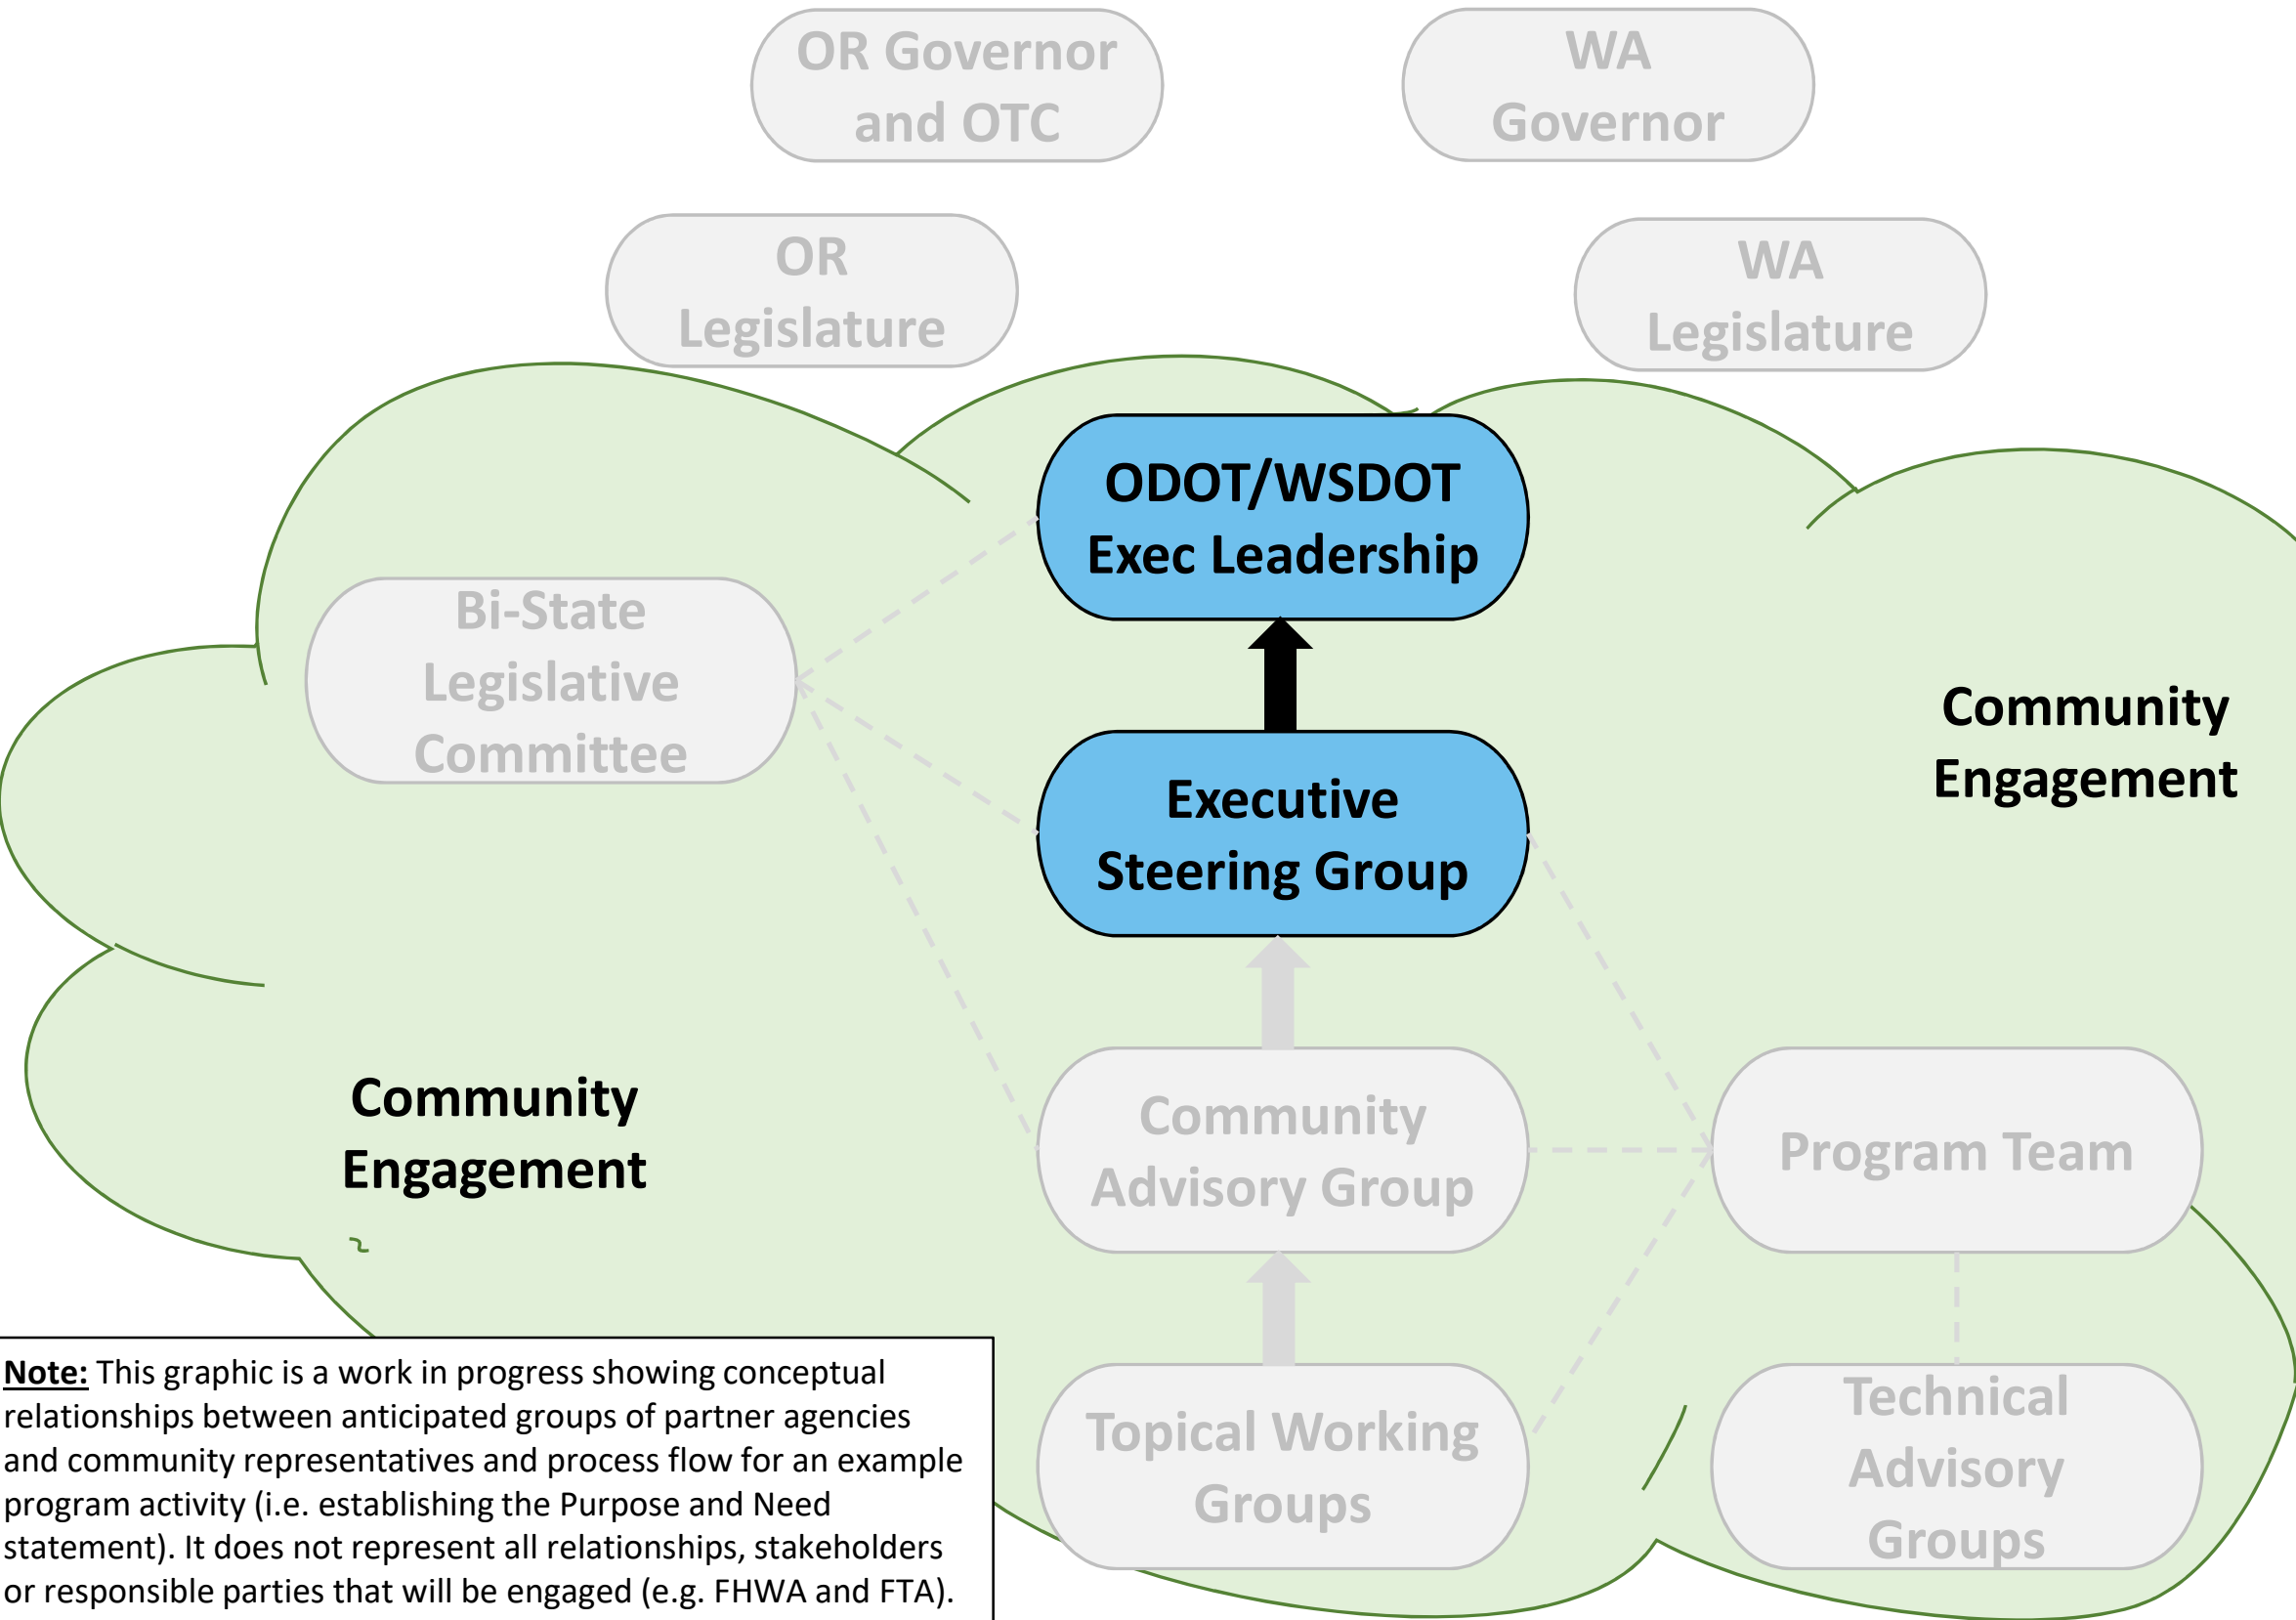 OR Governor
and OTC
WA
Governor
OR
Legislature
WA
Legislature
ODOT/WSDOT
Exec Leadership
Bi-State
Legislative
Committee
Community
Engagement
Executive
Steering Group
Community
Engagement
Community
Advisory Group
Program Team
Topical Working
Groups
Technical
Advisory
Groups
Note: This graphic is a work in progress showing conceptual
relationships between anticipated groups of partner agencies
and community representatives and process flow for an example
program activity (i.e. establishing the Purpose and Need
statement). It does not represent all relationships, stakeholders
or responsible parties that will be engaged (e.g. FHWA and FTA).